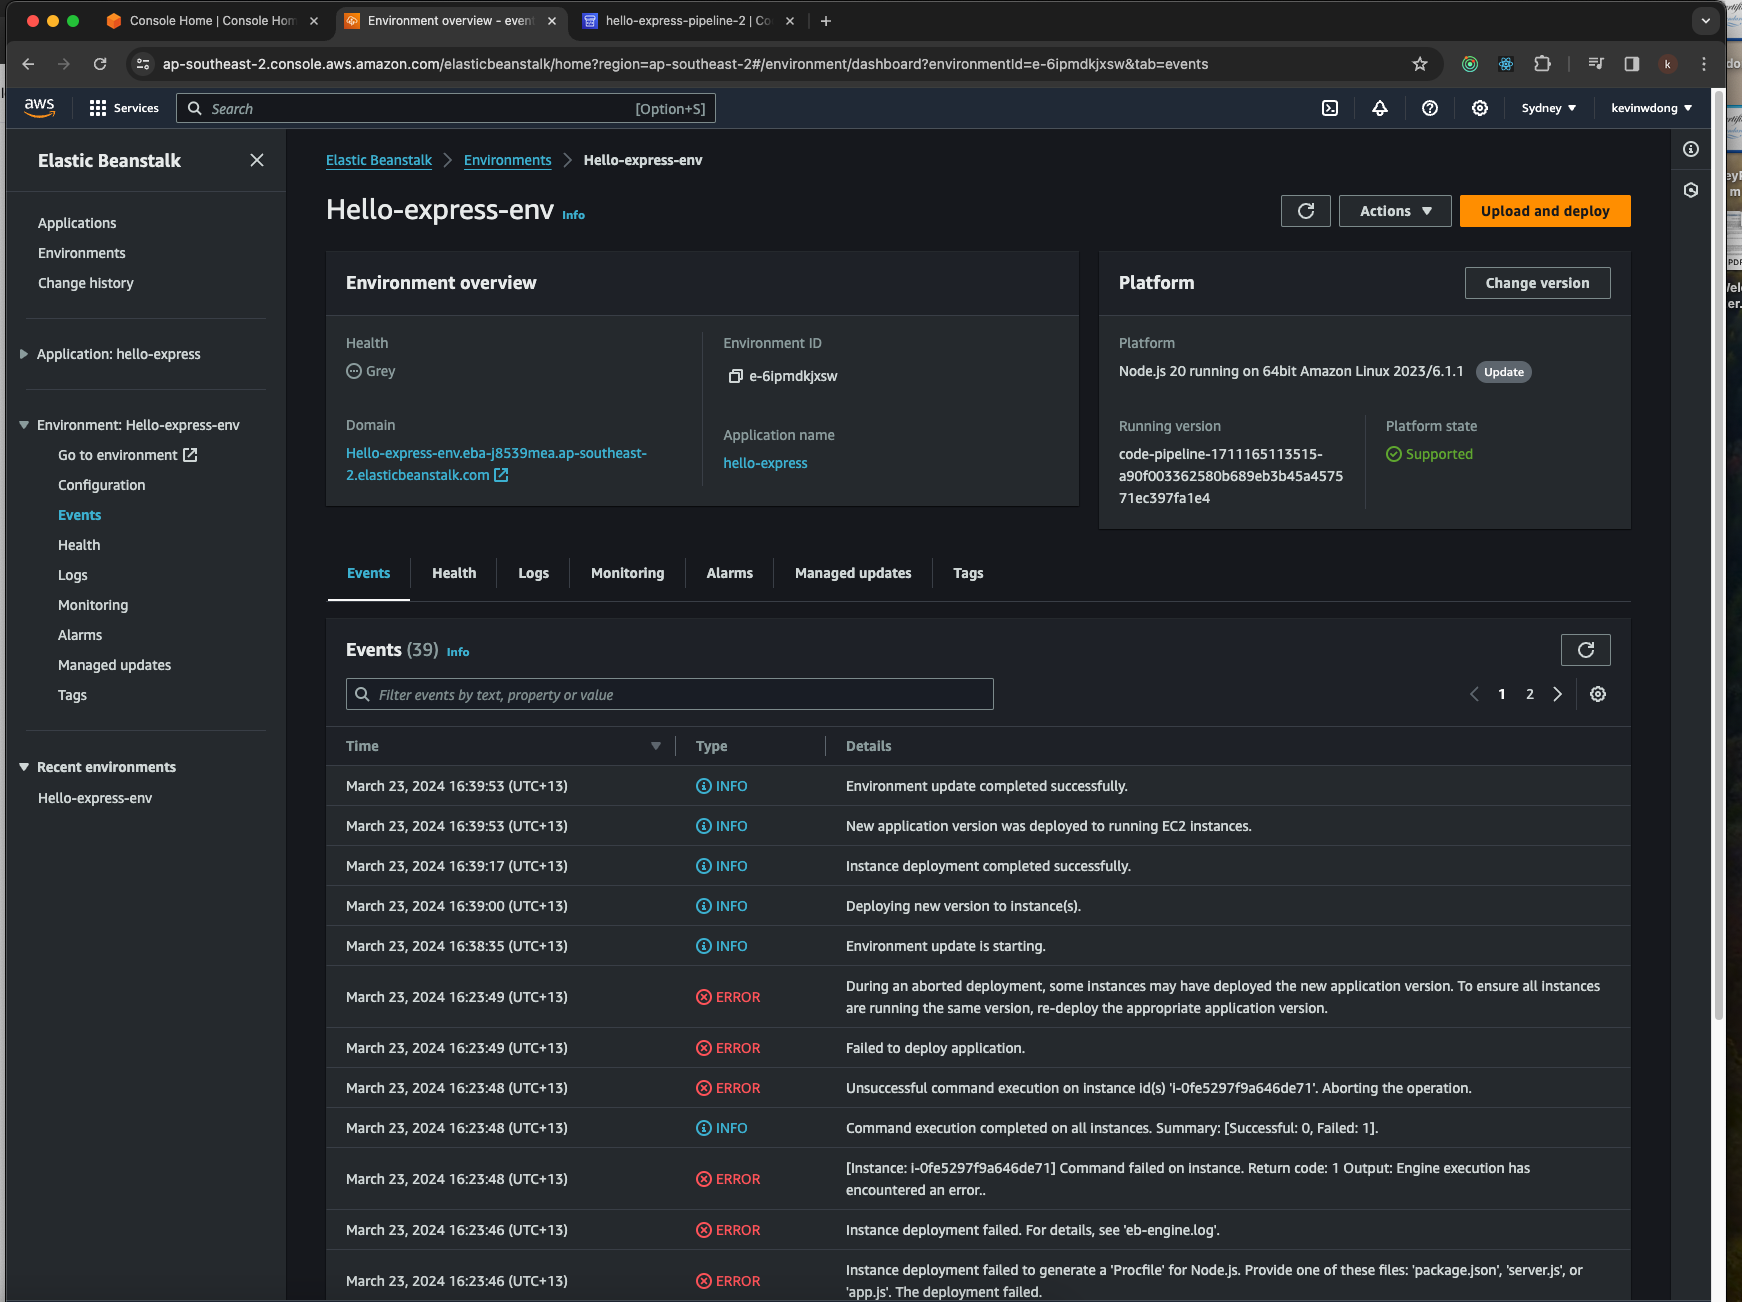 Console Home | Console Hom
Environment overview - event
hello-express-pipeline-2 | Co
ap-southeast-2.console.aws.amazon.com/elasticbeanstalk/home?region=ap-southeast-2#/environment/dashboard?environmentId=e-6ipmdkjxsw&tab=events
k
aws
Services
Search
[Option+S]
Sydney
kevinwdong
Elastic Beanstalk
Applications
Environments
Change history
Application: hello-express
Environment: Hello-express-env
Go to environment
Configuration
Events
Health
Logs
Monitoring
Alarms
Managed updates
Tags
Recent environments
Hello-express-env
Elastic Beanstalk
Environments
Hello-express-env
Hello-express-env Info
Actions
Upload and deploy
Environment overview
Health
Grey
Domain
Hello-express-env.eba-j8539mea.ap-southeast-
2.elasticbeanstalk.com
Environment ID
e-6ipmdkjxsw
Application name
hello-express
Platform
Change version
Platform
Node.js 20 running on 64bit Amazon Linux 2023/6.1.1 Update
Running version
code-pipeline-1711165113515-
a90f003362580b689eb3b45a4575
71ec397fa1e4
Platform state
Supported
Events
Health
Logs
Monitoring
Alarms
Managed updates
Tags
Events (39) Info
Filter events by text, property or value
1 2
Time Type Details
March 23, 2024 16:39:53 (UTC+13) INFO Environment update completed successfully.
March 23, 2024 16:39:53 (UTC+13) INFO New application version was deployed to running EC2 instances.
March 23, 2024 16:39:17 (UTC+13) INFO Instance deployment completed successfully.
March 23, 2024 16:39:00 (UTC+13) INFO Deploying new version to instance(s).
March 23, 2024 16:38:35 (UTC+13) INFO Environment update is starting.
March 23, 2024 16:23:49 (UTC+13) ERROR During an aborted deployment, some instances may have deployed the new application version. To ensure all instances
are running the same version, re-deploy the appropriate application version.
March 23, 2024 16:23:49 (UTC+13) ERROR Failed to deploy application.
March 23, 2024 16:23:48 (UTC+13) ERROR Unsuccessful command execution on instance id(s) 'i-0fe5297f9a646de71'. Aborting the operation.
March 23, 2024 16:23:48 (UTC+13) INFO Command execution completed on all instances. Summary: [Successful: 0, Failed: 1].
March 23, 2024 16:23:48 (UTC+13) ERROR [Instance: i-0fe5297f9a646de71] Command failed on instance. Return code: 1 Output: Engine execution has
encountered an error..
March 23, 2024 16:23:46 (UTC+13) ERROR Instance deployment failed. For details, see 'eb-engine.log'.
March 23, 2024 16:23:46 (UTC+13) ERROR Instance deployment failed to generate a 'Procfile' for Node.js. Provide one of these files: 'package.json', 'server.js', or
'app.js'. The deployment failed.